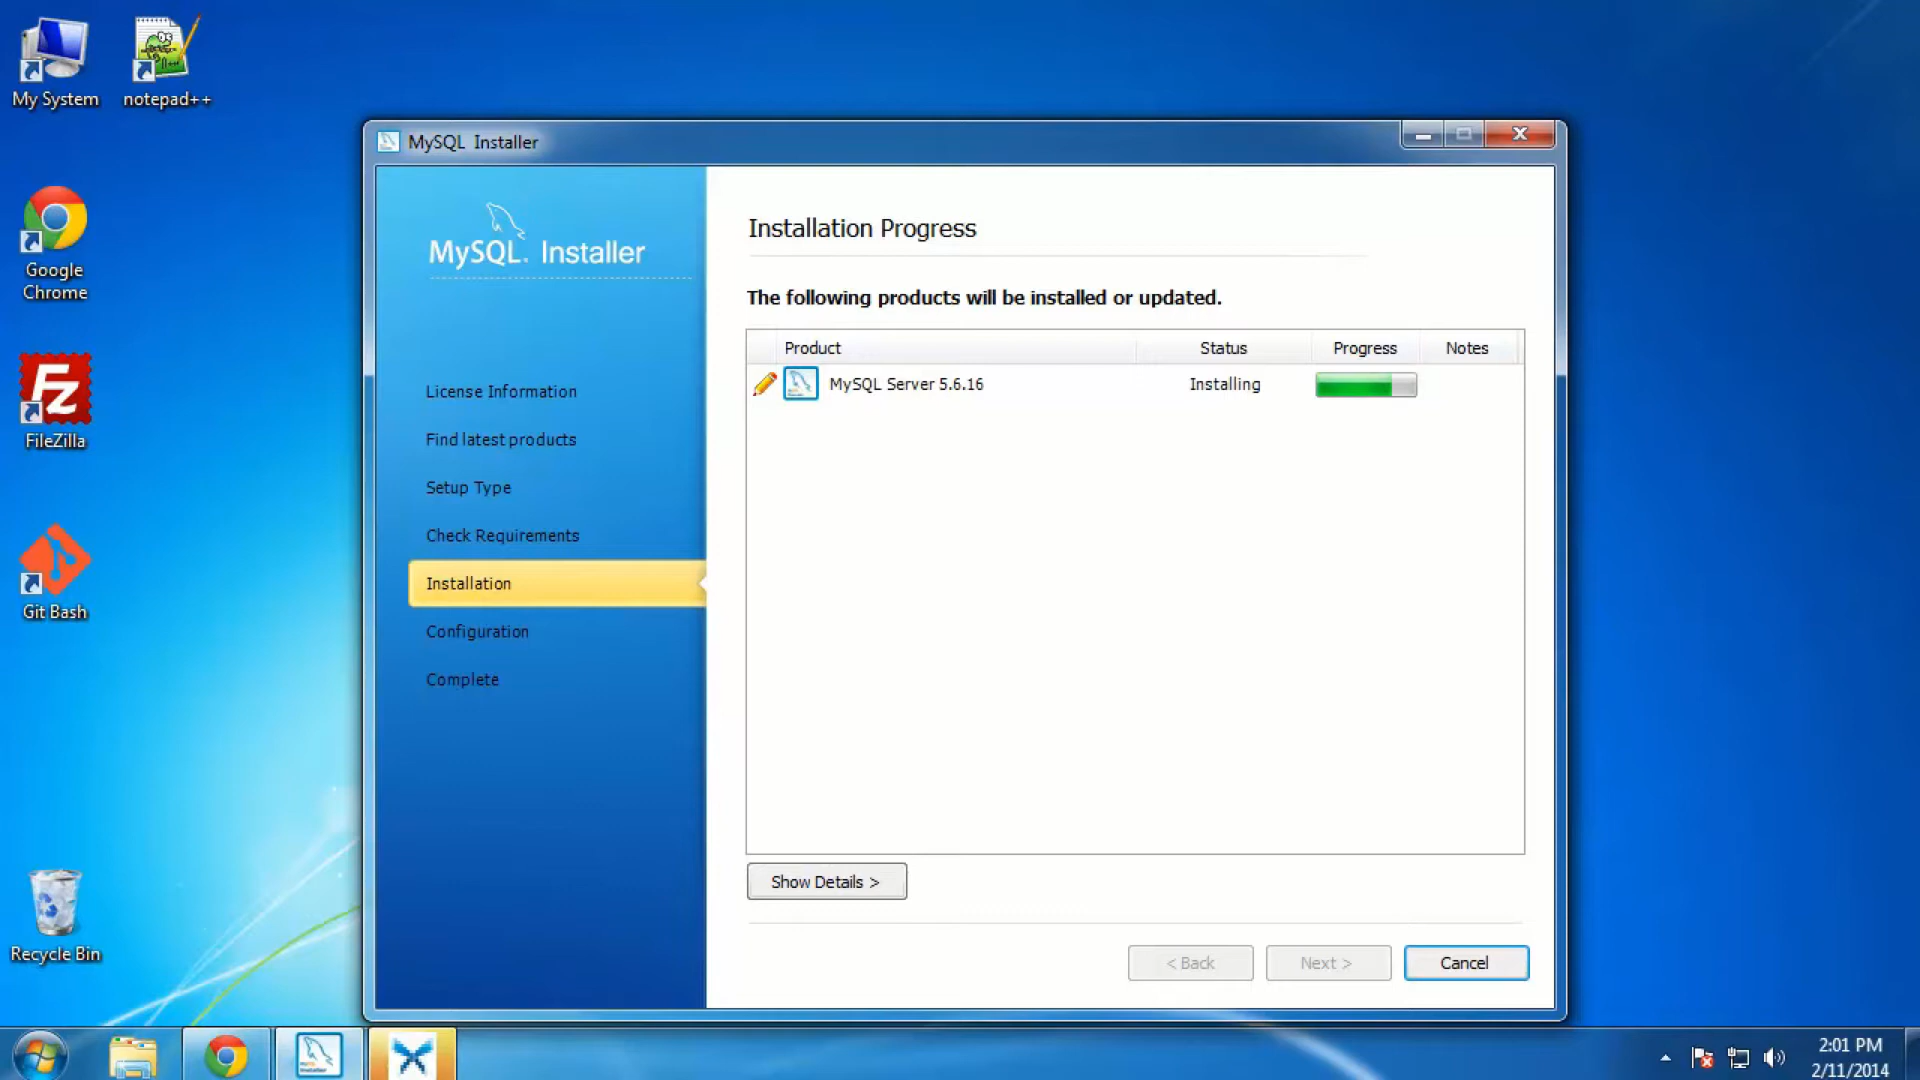 My System
notepad++
Google
Chrome
FileZilla
Git Bash
Recycle Bin
MySQL Installer
MySQL. Installer
License Information
Find latest products
Setup Type
Check Requirements
Installation
Configuration
Complete
Installation Progress
The following products will be installed or updated.
Product Status Progress Notes
MySQL Server 5.6.16 Installing
Show Details >
< Back Next > Cancel
2:01 PM
2/11/2014